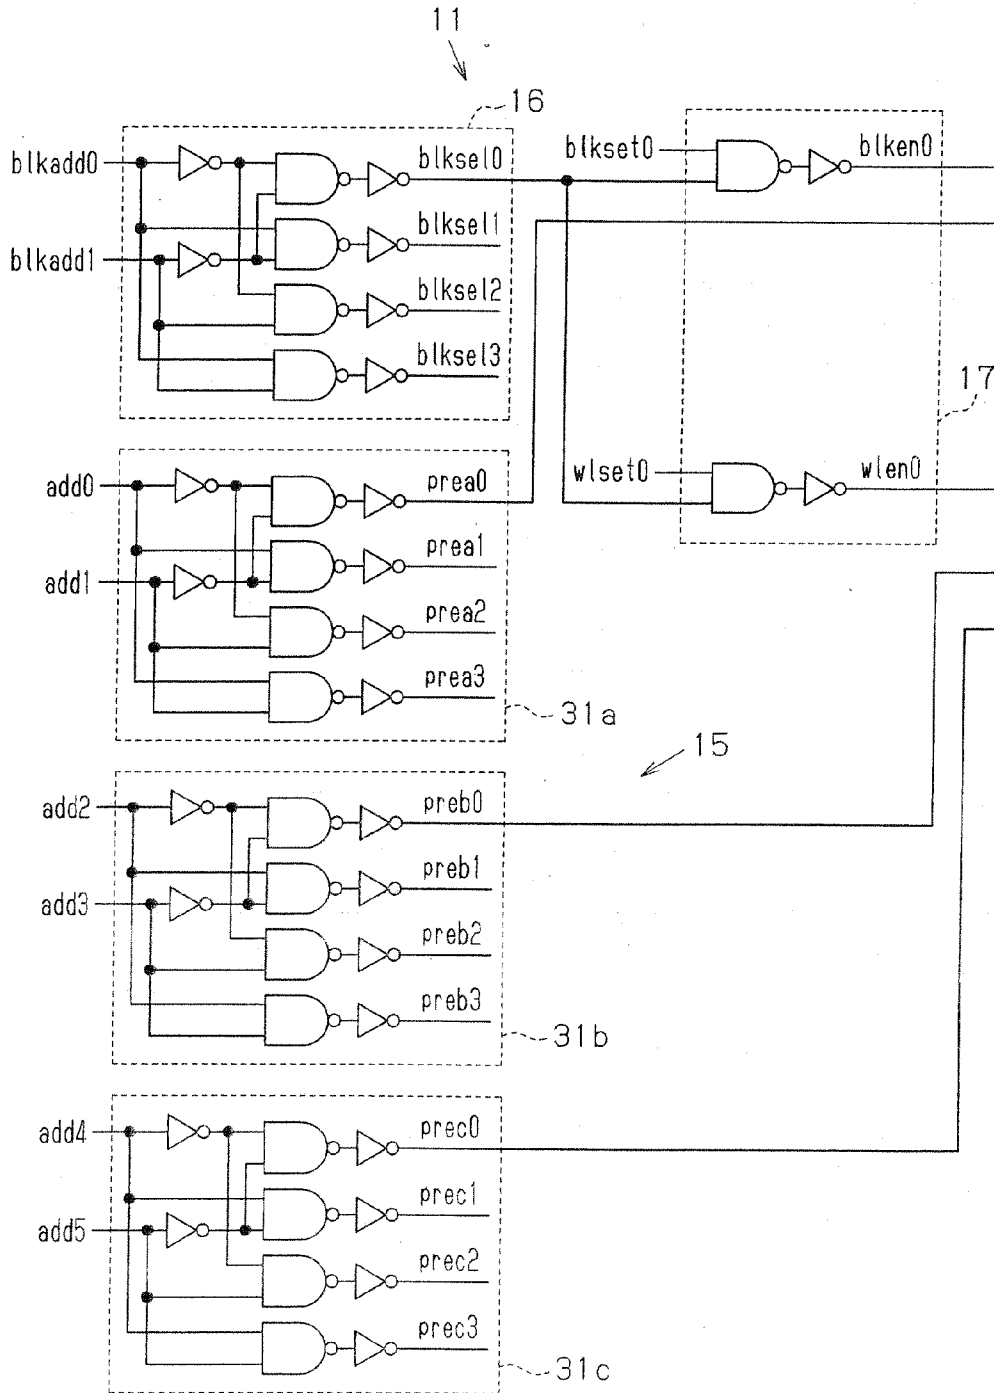 11
16
blkadd0
blksel0
blkset0
blken0
blksel1
blkadd1
blksel2
blksel3
17
add0
prea0
wlset0
wlen0
prea1
add1
prea2
prea3
31a
15
add2
preb0
preb1
add3
preb2
preb3
31b
add4
prec0
prec1
add5
prec2
prec3
31c